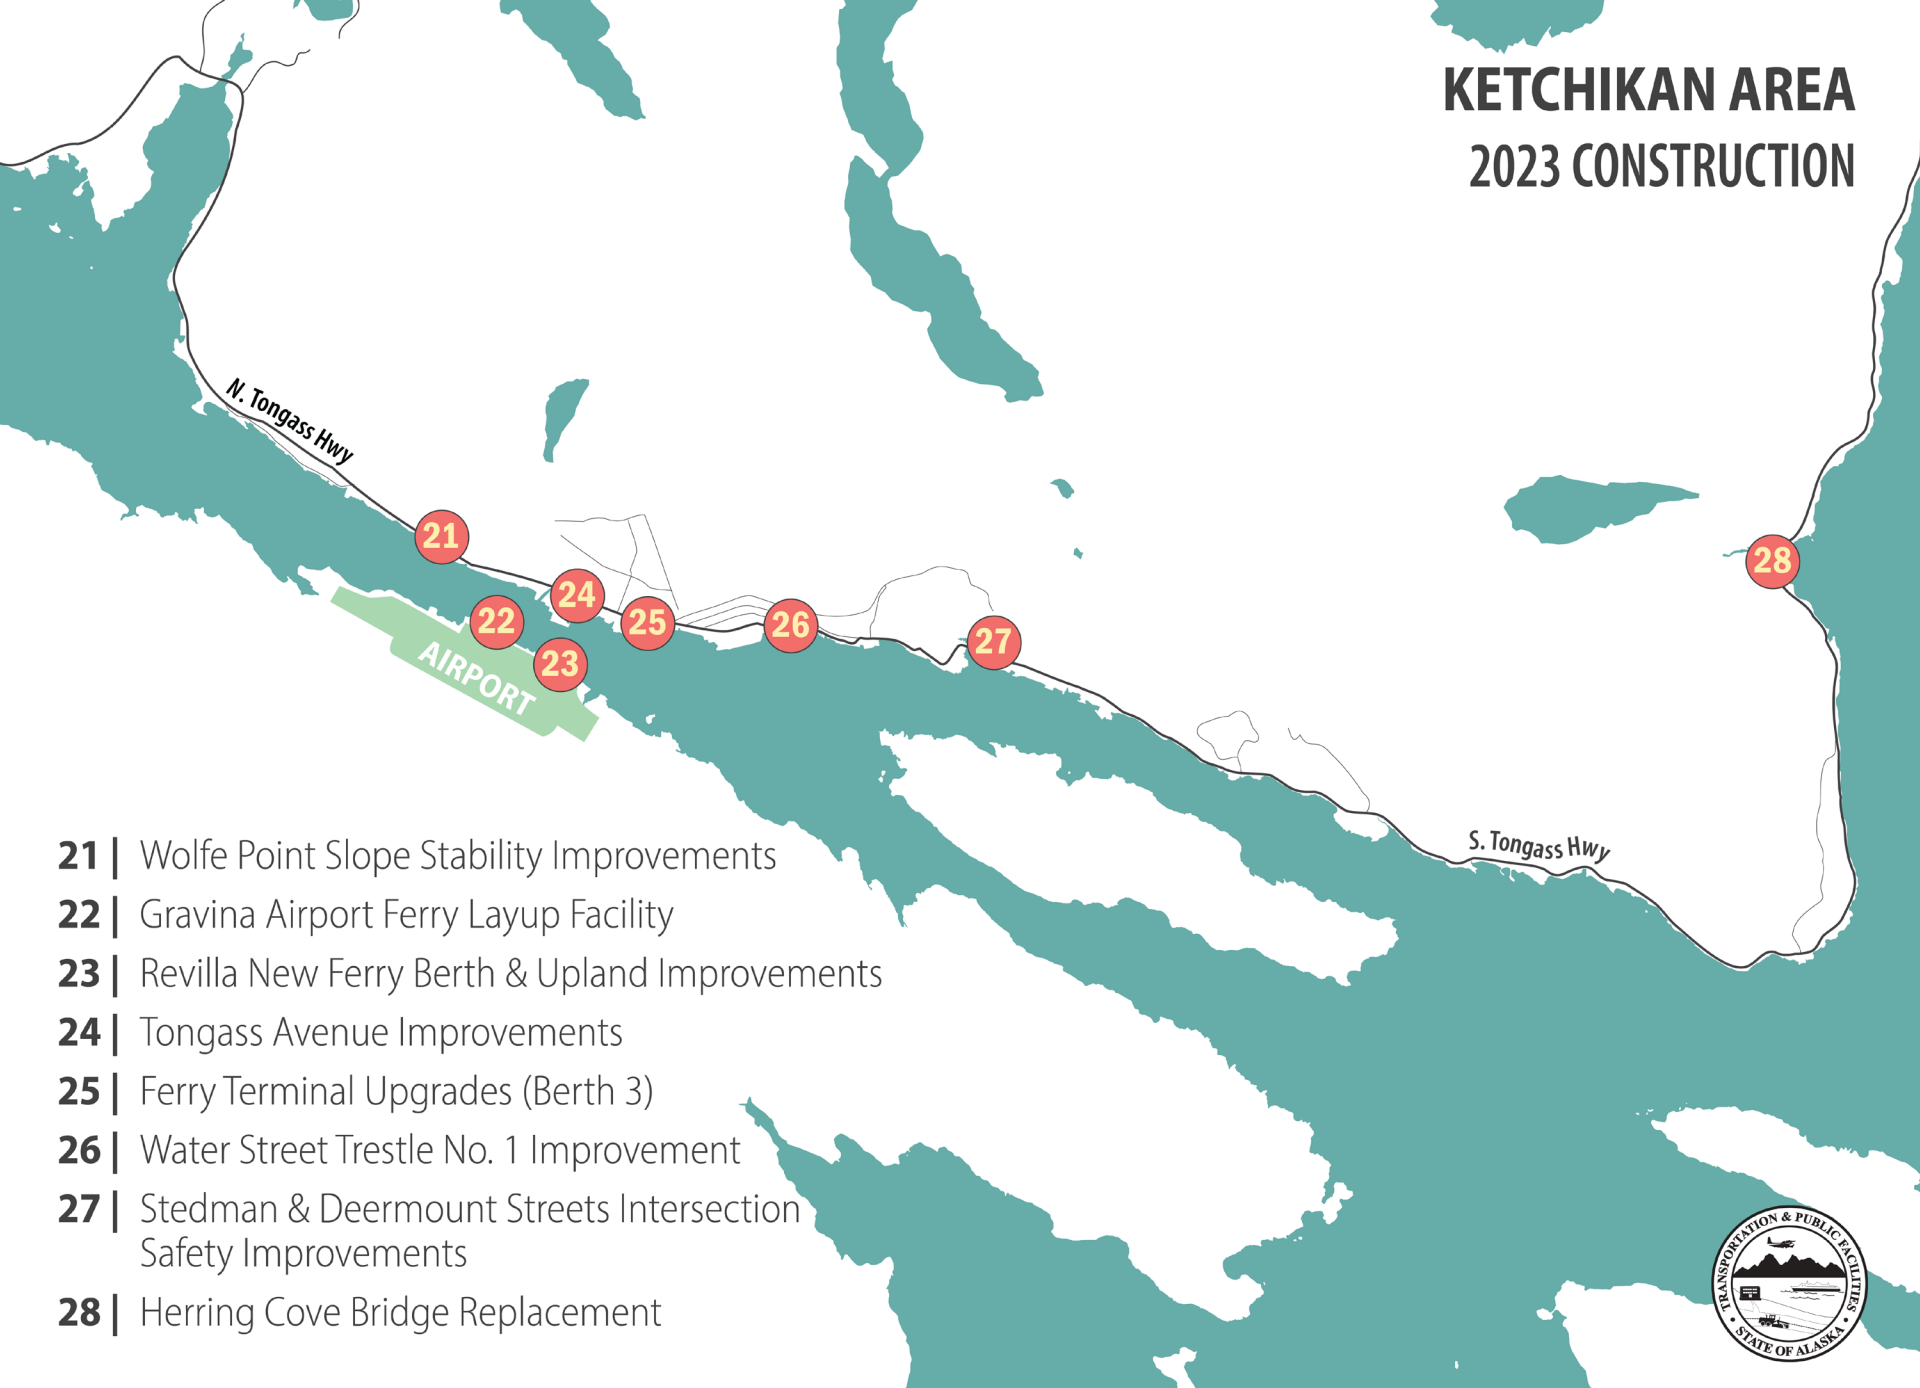 KETCHIKAN AREA
2023 CONSTRUCTION
N. Tongass Hwy
21
24
22
25
26
23
27
28
AIRPORT
S. Tongass Hwy
21 | Wolfe Point Slope Stability Improvements
22 | Gravina Airport Ferry Layup Facility
23 | Revilla New Ferry Berth & Upland Improvements
24 | Tongass Avenue Improvements
25 | Ferry Terminal Upgrades (Berth 3)
26 | Water Street Trestle No. 1 Improvement
27 | Stedman & Deermount Streets Intersection
Safety Improvements
28 | Herring Cove Bridge Replacement
TRANSPORTATION & PUBLIC FACILITIES
• STATE OF ALASKA •